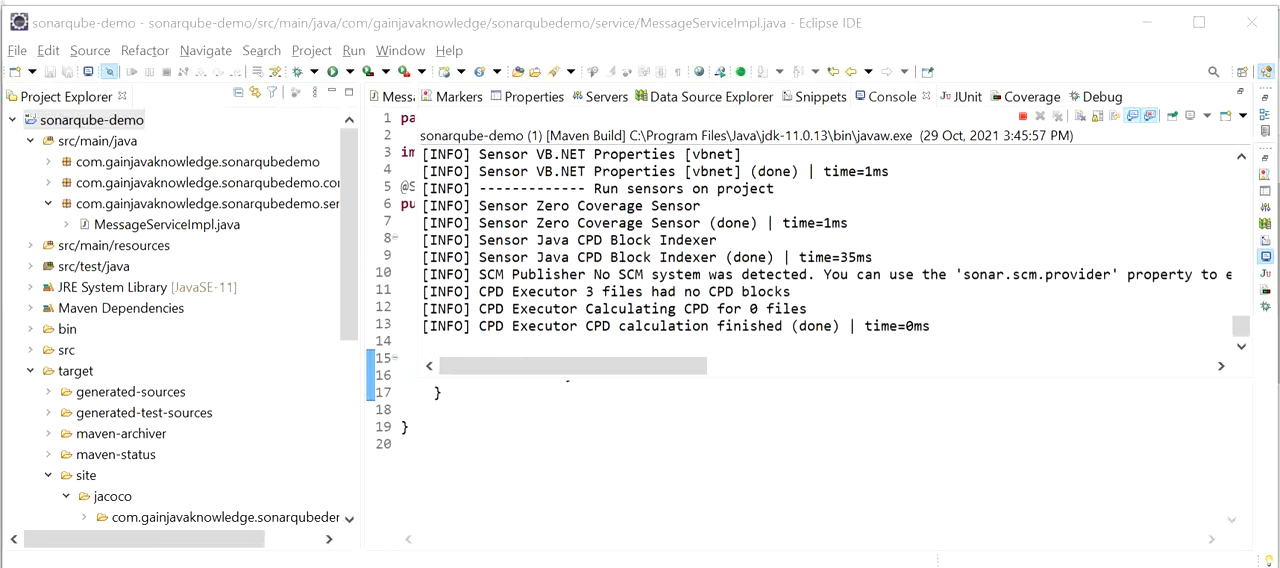 sonarqube-demo - sonarqube-demo/src/main/java/com/gainjavaknowledge/sonarqubedemo/service/MessageServiceImpl.java - Eclipse IDE
File Edit Source Refactor Navigate Search Project Run Window Help
Project Explorer
sonarqube-demo
src/main/java
com.gainjavaknowledge.sonarqubedemo
com.gainjavaknowledge.sonarqubedemo.cor
com.gainjavaknowledge.sonarqubedemo.ser
MessageServiceImpl.java
src/main/resources
src/test/java
JRE System Library [JavaSE-11]
Maven Dependencies
bin
src
target
generated-sources
generated-test-sources
maven-archiver
maven-status
site
jacoco
com.gainjavaknowledge.sonarqubeder
Messa
Markers Properties Servers Data Source Explorer Snippets Console JUnit Coverage Debug
sonarqube-demo (1) [Maven Build] C:\Program Files\Java\jdk-11.0.13\bin\javaw.exe (29 Oct, 2021 3:45:57 PM)
[INFO] Sensor VB.NET Properties [vbnet]
[INFO] Sensor VB.NET Properties [vbnet] (done) | time=1ms
[INFO] ------------- Run sensors on project
[INFO] Sensor Zero Coverage Sensor
[INFO] Sensor Zero Coverage Sensor (done) | time=1ms
[INFO] Sensor Java CPD Block Indexer
[INFO] Sensor Java CPD Block Indexer (done) | time=35ms
[INFO] SCM Publisher No SCM system was detected. You can use the 'sonar.scm.provider' property to e
[INFO] CPD Executor 3 files had no CPD blocks
[INFO] CPD Executor Calculating CPD for 0 files
[INFO] CPD Executor CPD calculation finished (done) | time=0ms
1 pa
2
3 im
4
5 @S
6 pu
7
8
9
10
11
12
13
14
15
16
17 }
18
19 }
20